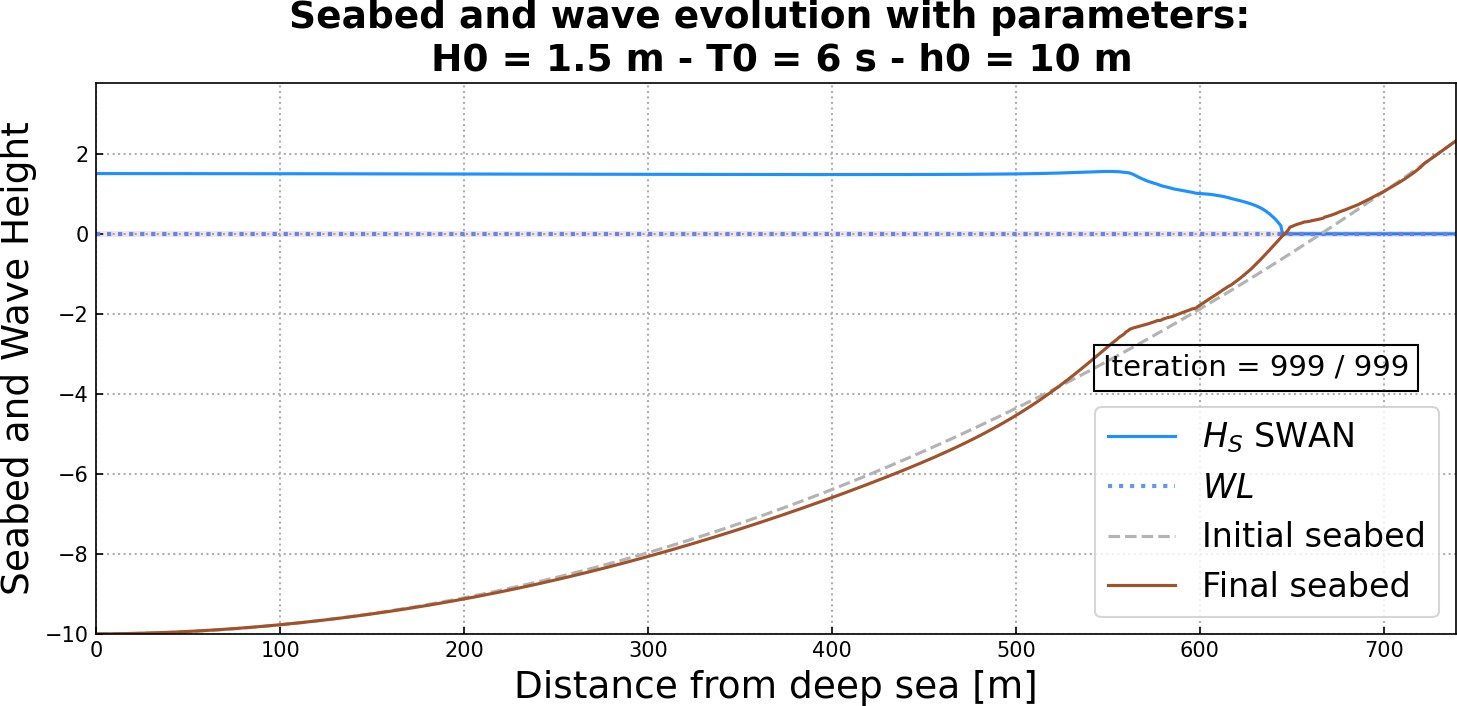 Seabed and wave evolution with parameters:
H0 = 1.5 m - T0 = 6 s - h0 = 10 m
Seabed and Wave Height
2
0
−2
−4
−6
−8
−10
0 100 200 300 400 500 600 700
Distance from deep sea [m]
Iteration = 999 / 999
H_S SWAN
WL
Initial seabed
Final seabed